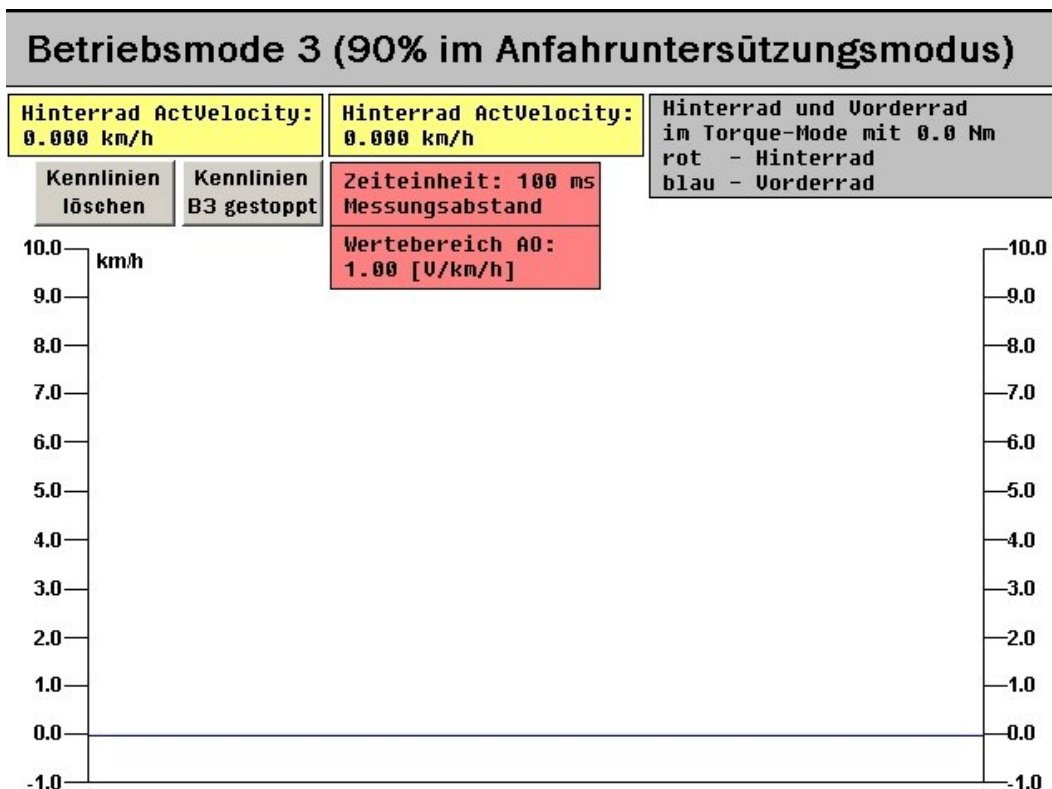 Betriebsmode 3 (90% im Anfahruntersützungsmodus)
Hinterrad ActVelocity:
0.000 km/h
Hinterrad ActVelocity:
0.000 km/h
Hinterrad und Vorderrad
im Torque-Mode mit 0.0 Nm
rot - Hinterrad
blau - Vorderrad
Kennlinien
löschen
Kennlinien
B3 gestoppt
Zeiteinheit: 100 ms
Messungsabstand
Wertebereich AO:
1.00 [V/km/h]
km/h
10.0 10.0
9.0 9.0
8.0 8.0
7.0 7.0
6.0 6.0
5.0 5.0
4.0 4.0
3.0 3.0
2.0 2.0
1.0 1.0
0.0 0.0
-1.0 -1.0